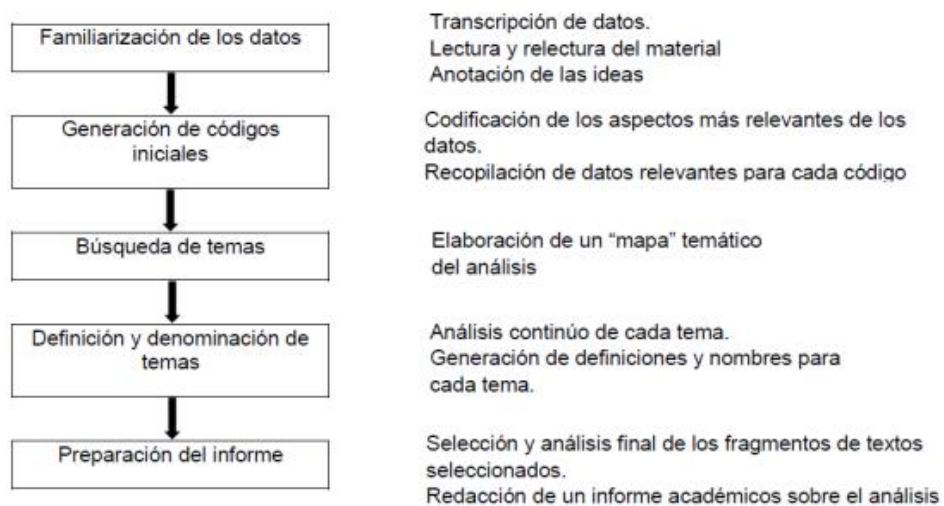 Familiarización de los datos
Transcripción de datos.
Lectura y relectura del material
Anotación de las ideas
Generación de códigos
iniciales
Codificación de los aspectos más relevantes de los
datos.
Recopilación de datos relevantes para cada código
Búsqueda de temas
Elaboración de un “mapa” temático
del análisis
Definición y denominación de
temas
Análisis continúo de cada tema.
Generación de definiciones y nombres para
cada tema.
Preparación del informe
Selección y análisis final de los fragmentos de textos
seleccionados.
Redacción de un informe académicos sobre el análisis